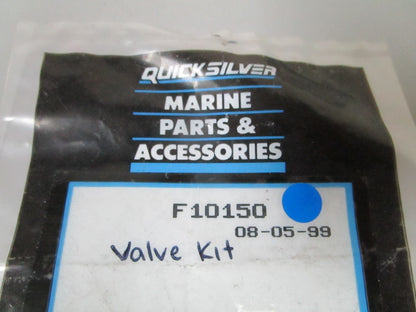 QUICKSILVER
MARINE
PARTS &
ACCESSORIES
F10150
08-05-99
Valve Kit